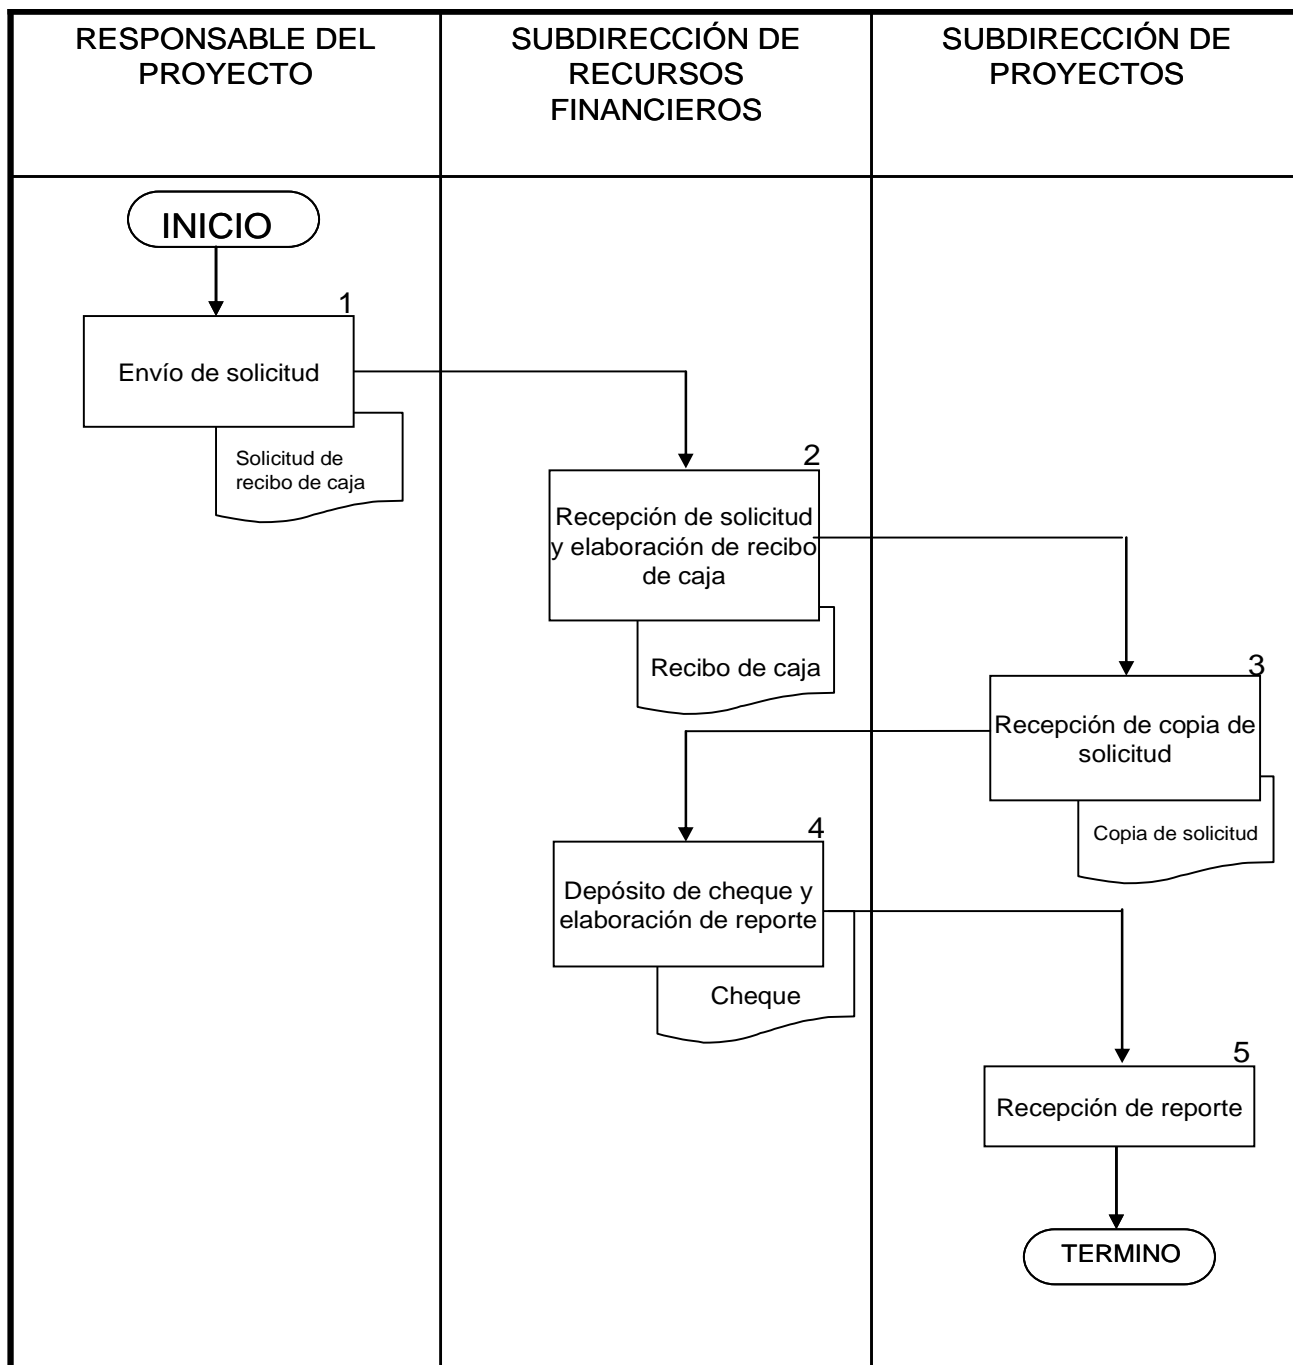 RESPONSABLE DEL
PROYECTO
SUBDIRECCIÓN DE
RECURSOS
FINANCIEROS
SUBDIRECCIÓN DE
PROYECTOS
INICIO
1
Envío de solicitud
Solicitud de
recibo de caja
2
Recepción de solicitud
y elaboración de recibo
de caja
Recibo de caja
3
Recepción de copia de
solicitud
Copia de solicitud
4
Depósito de cheque y
elaboración de reporte
Cheque
5
Recepción de reporte
TERMINO